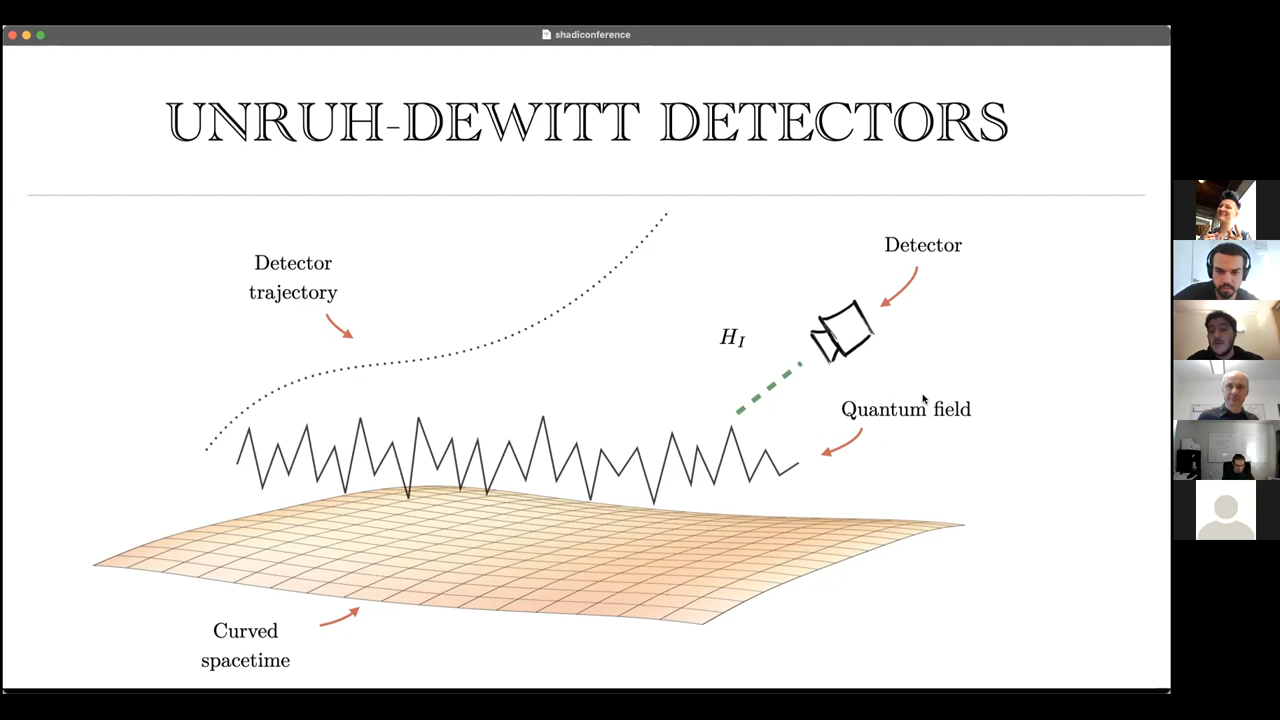 shadiconference
UNRUH-DEWITT DETECTORS
Detector
trajectory
Detector
H_I
Quantum field
Curved
spacetime